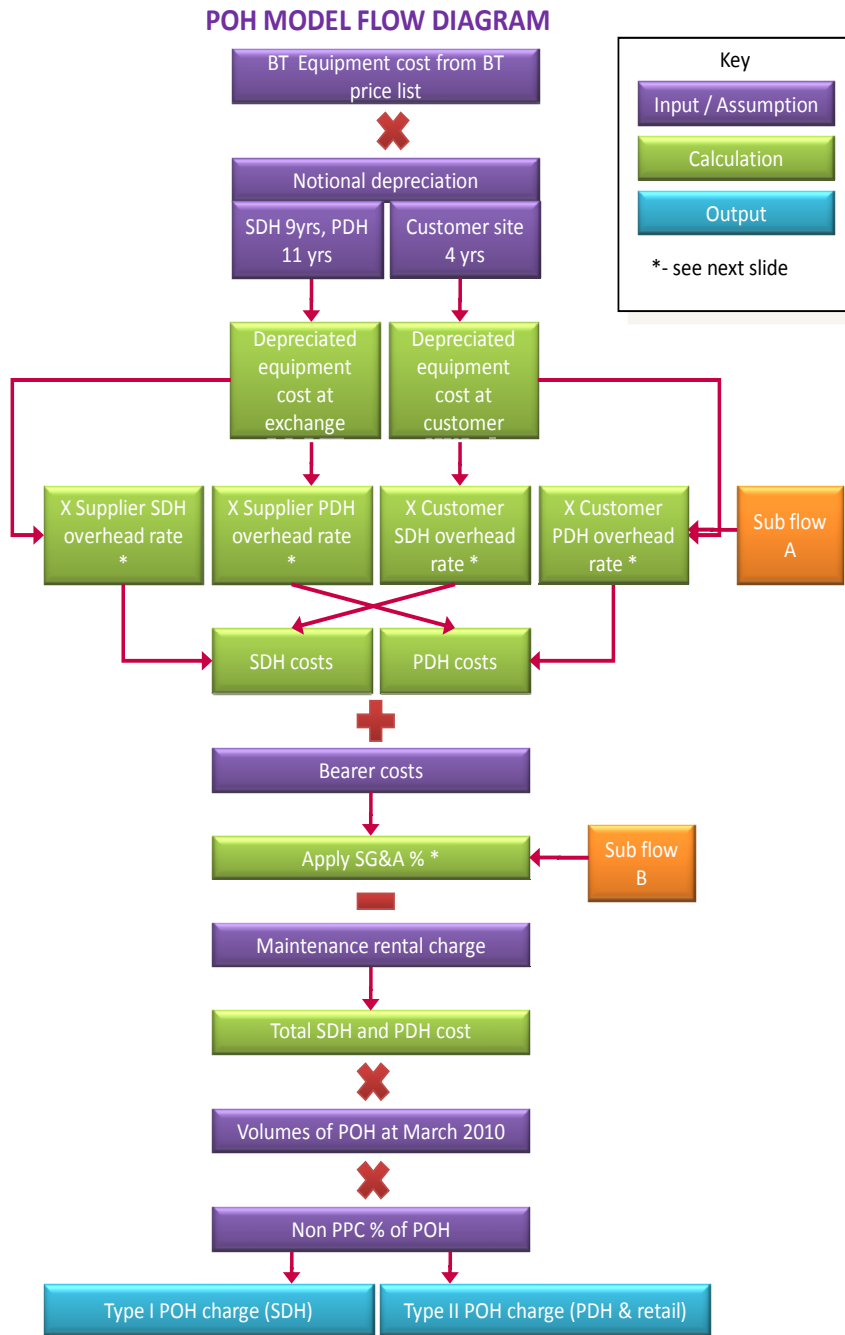 POH MODEL FLOW DIAGRAM
BT Equipment cost from BT
price list
Key
Input / Assumption
Calculation
Output
*- see next slide
Notional depreciation
SDH 9yrs, PDH
11 yrs
Customer site
4 yrs
Depreciated
equipment
cost at
exchange
Depreciated
equipment
cost at
customer
X Supplier SDH
overhead rate
*
X Supplier PDH
overhead rate
*
X Customer
SDH overhead
rate *
X Customer
PDH overhead
rate *
Sub flow
A
SDH costs
PDH costs
Bearer costs
Apply SG&A % *
Sub flow
B
Maintenance rental charge
Total SDH and PDH cost
Volumes of POH at March 2010
Non PPC % of POH
Type I POH charge (SDH)
Type II POH charge (PDH & retail)